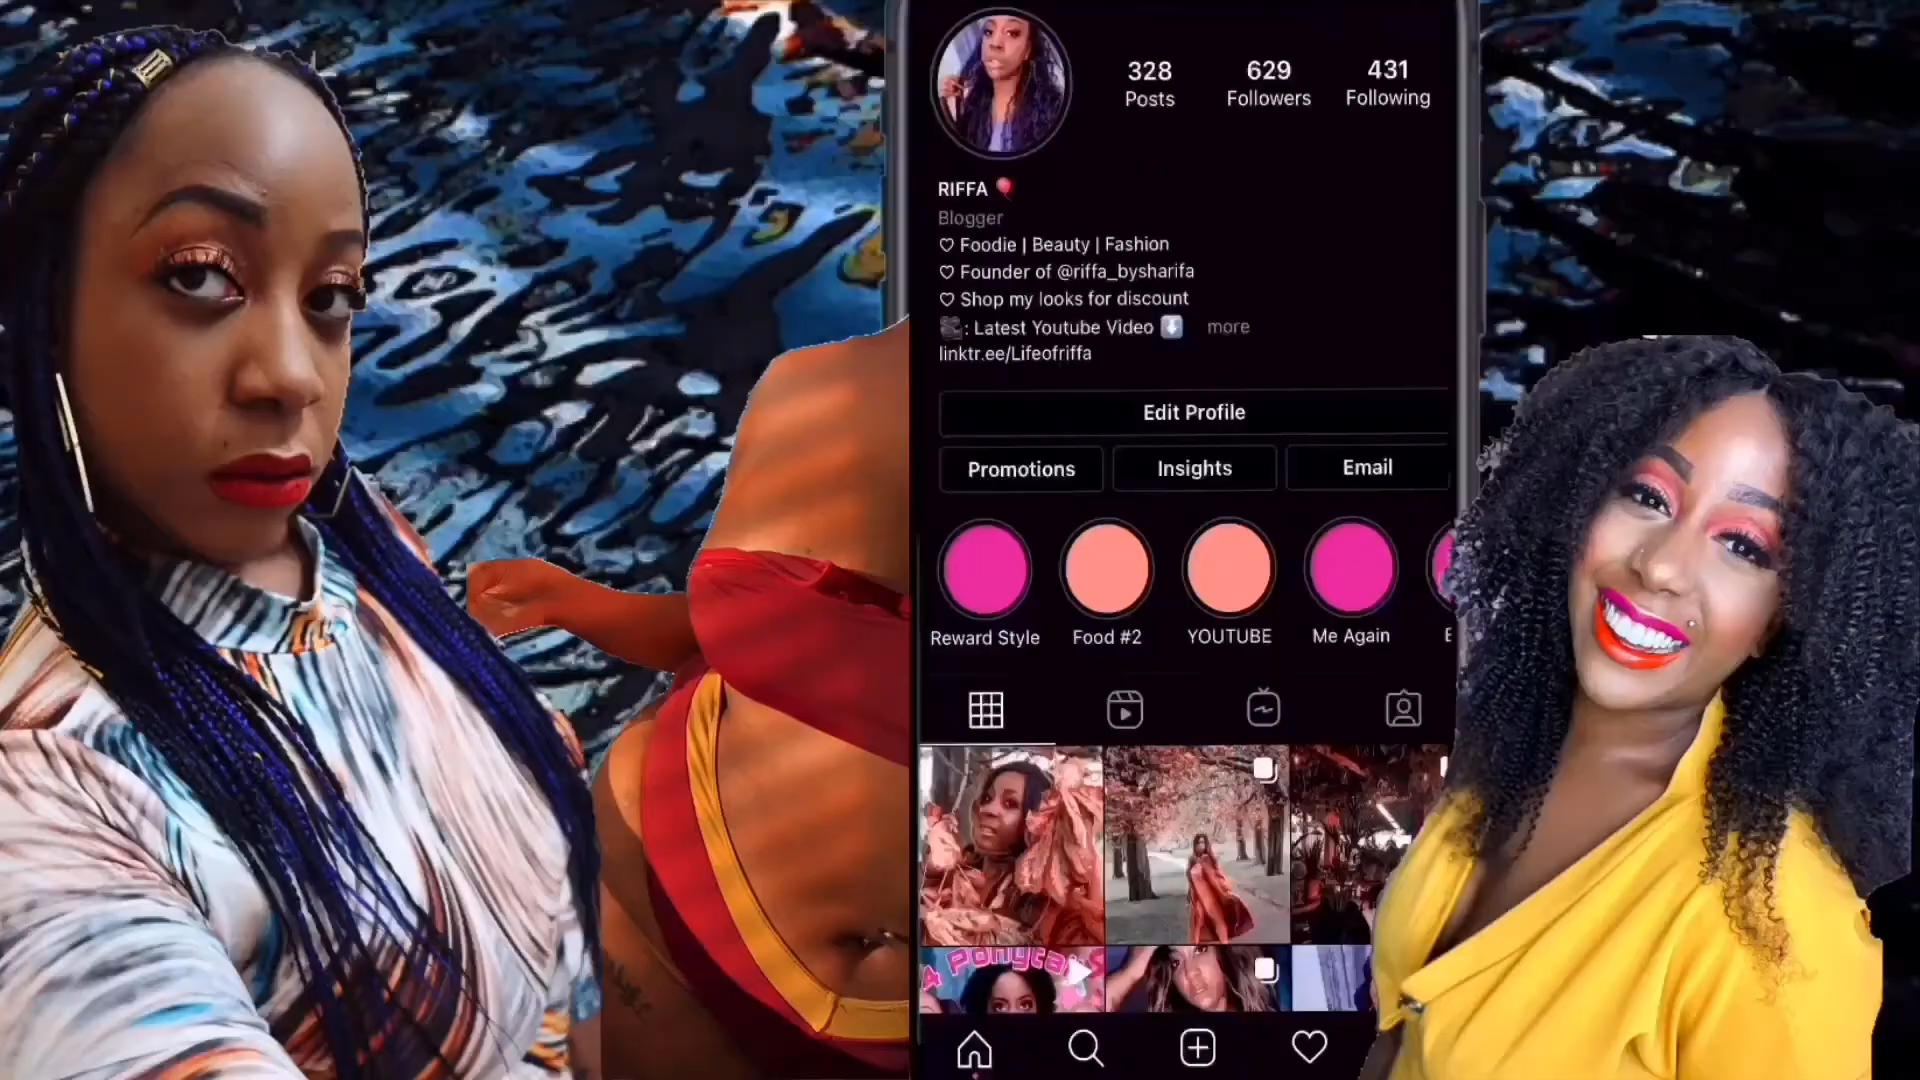 328 629 431
Posts Followers Following
RIFFA
Blogger
♡ Foodie | Beauty | Fashion
♡ Founder of @riffa_bysharifa
♡ Shop my looks for discount
: Latest Youtube Video more
linktr.ee/Lifeofriffa
Edit Profile
Promotions Insights Email
Reward Style Food #2 YOUTUBE Me Again
4 Ponytails